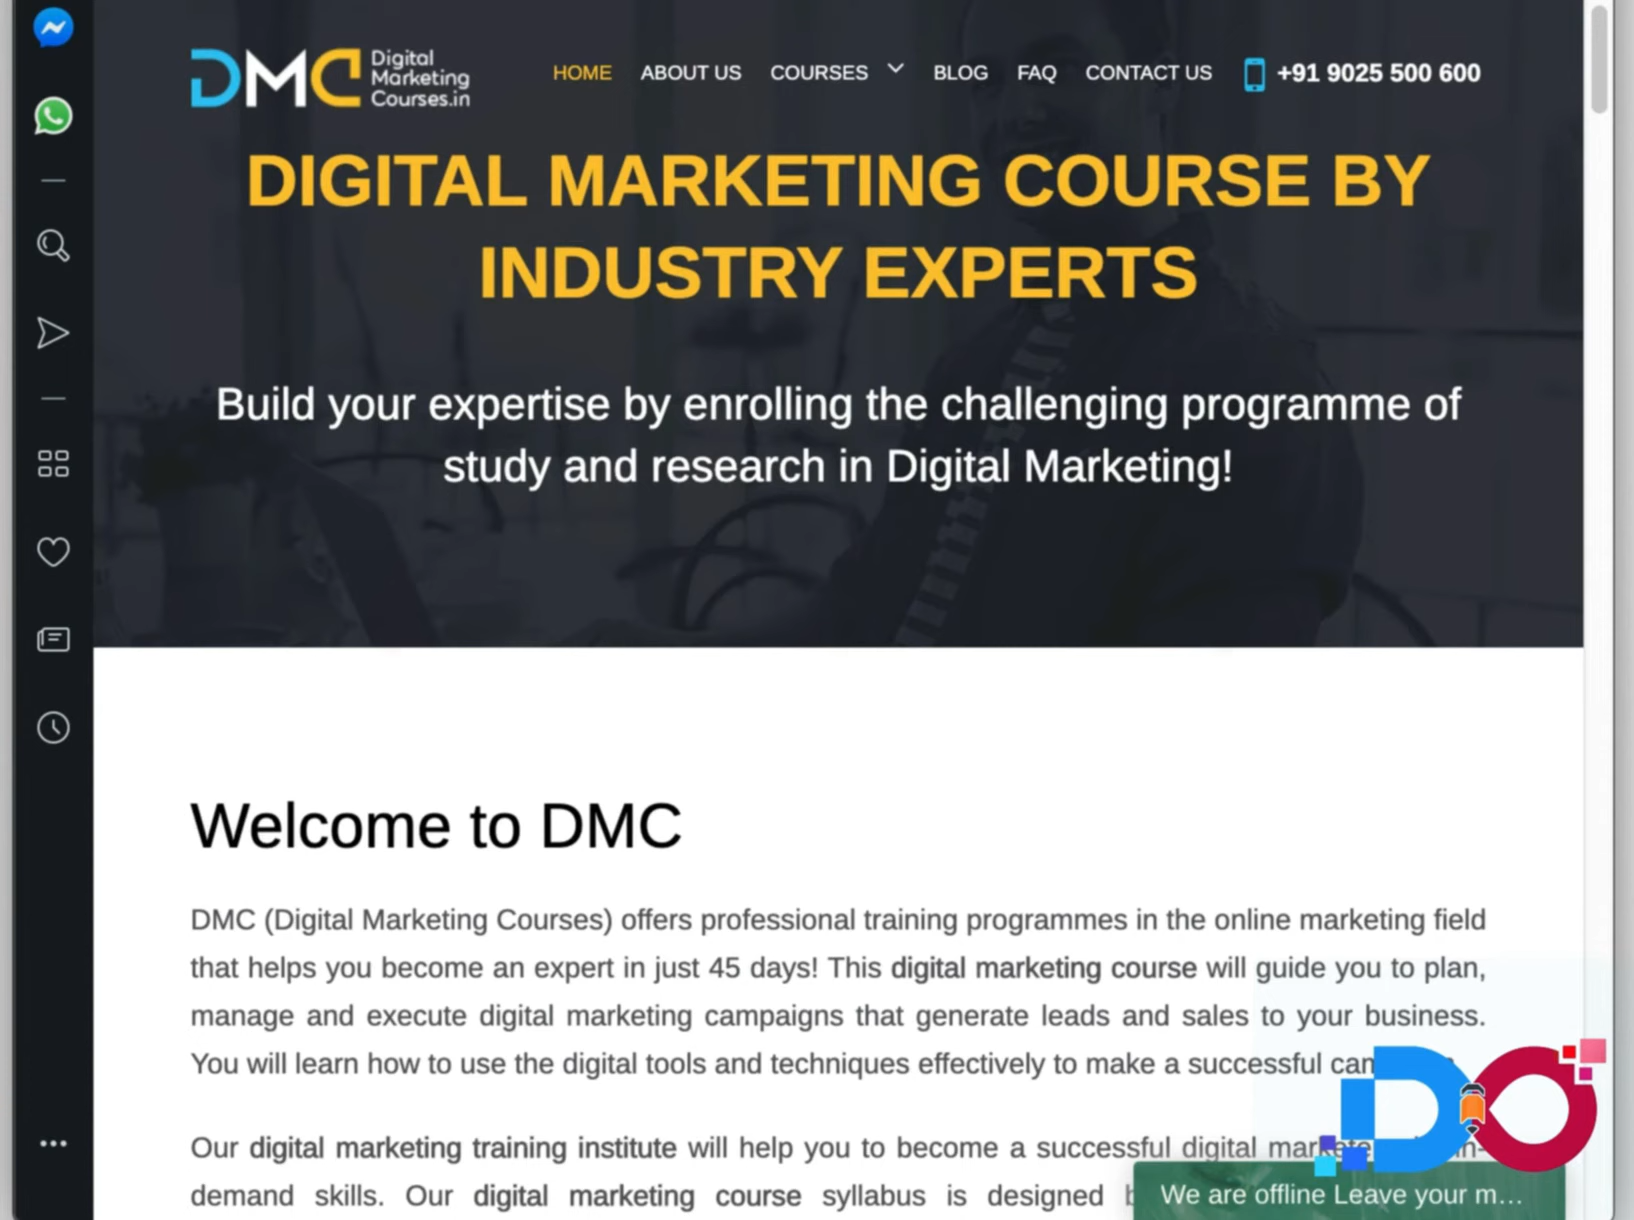 DMC Digital
Marketing
Courses.in
HOME ABOUT US COURSES BLOG FAQ CONTACT US +91 9025 500 600
DIGITAL MARKETING COURSE BY
INDUSTRY EXPERTS
Build your expertise by enrolling the challenging programme of
study and research in Digital Marketing!
Welcome to DMC
DMC (Digital Marketing Courses) offers professional training programmes in the online marketing field
that helps you become an expert in just 45 days! This digital marketing course will guide you to plan,
manage and execute digital marketing campaigns that generate leads and sales to your business.
You will learn how to use the digital tools and techniques effectively to make a successful
Our digital marketing training institute will help you to become a successful digital
demand skills. Our digital marketing course syllabus is designed
DO
We are offline Leave your m...